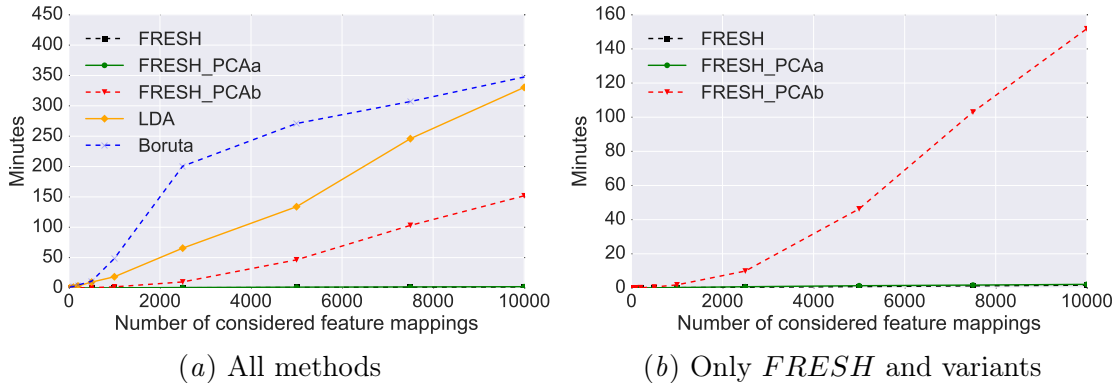 450
400
350
300
250
200
150
100
50
0
Minutes
FRESH
FRESH_PCAa
FRESH_PCAb
LDA
Boruta
0 2000 4000 6000 8000 10000
Number of considered feature mappings
(a) All methods
160
140
120
100
80
60
40
20
0
Minutes
FRESH
FRESH_PCAa
FRESH_PCAb
2000 4000 6000 8000 10000
Number of considered feature mappings
(b) Only FRESH and variants